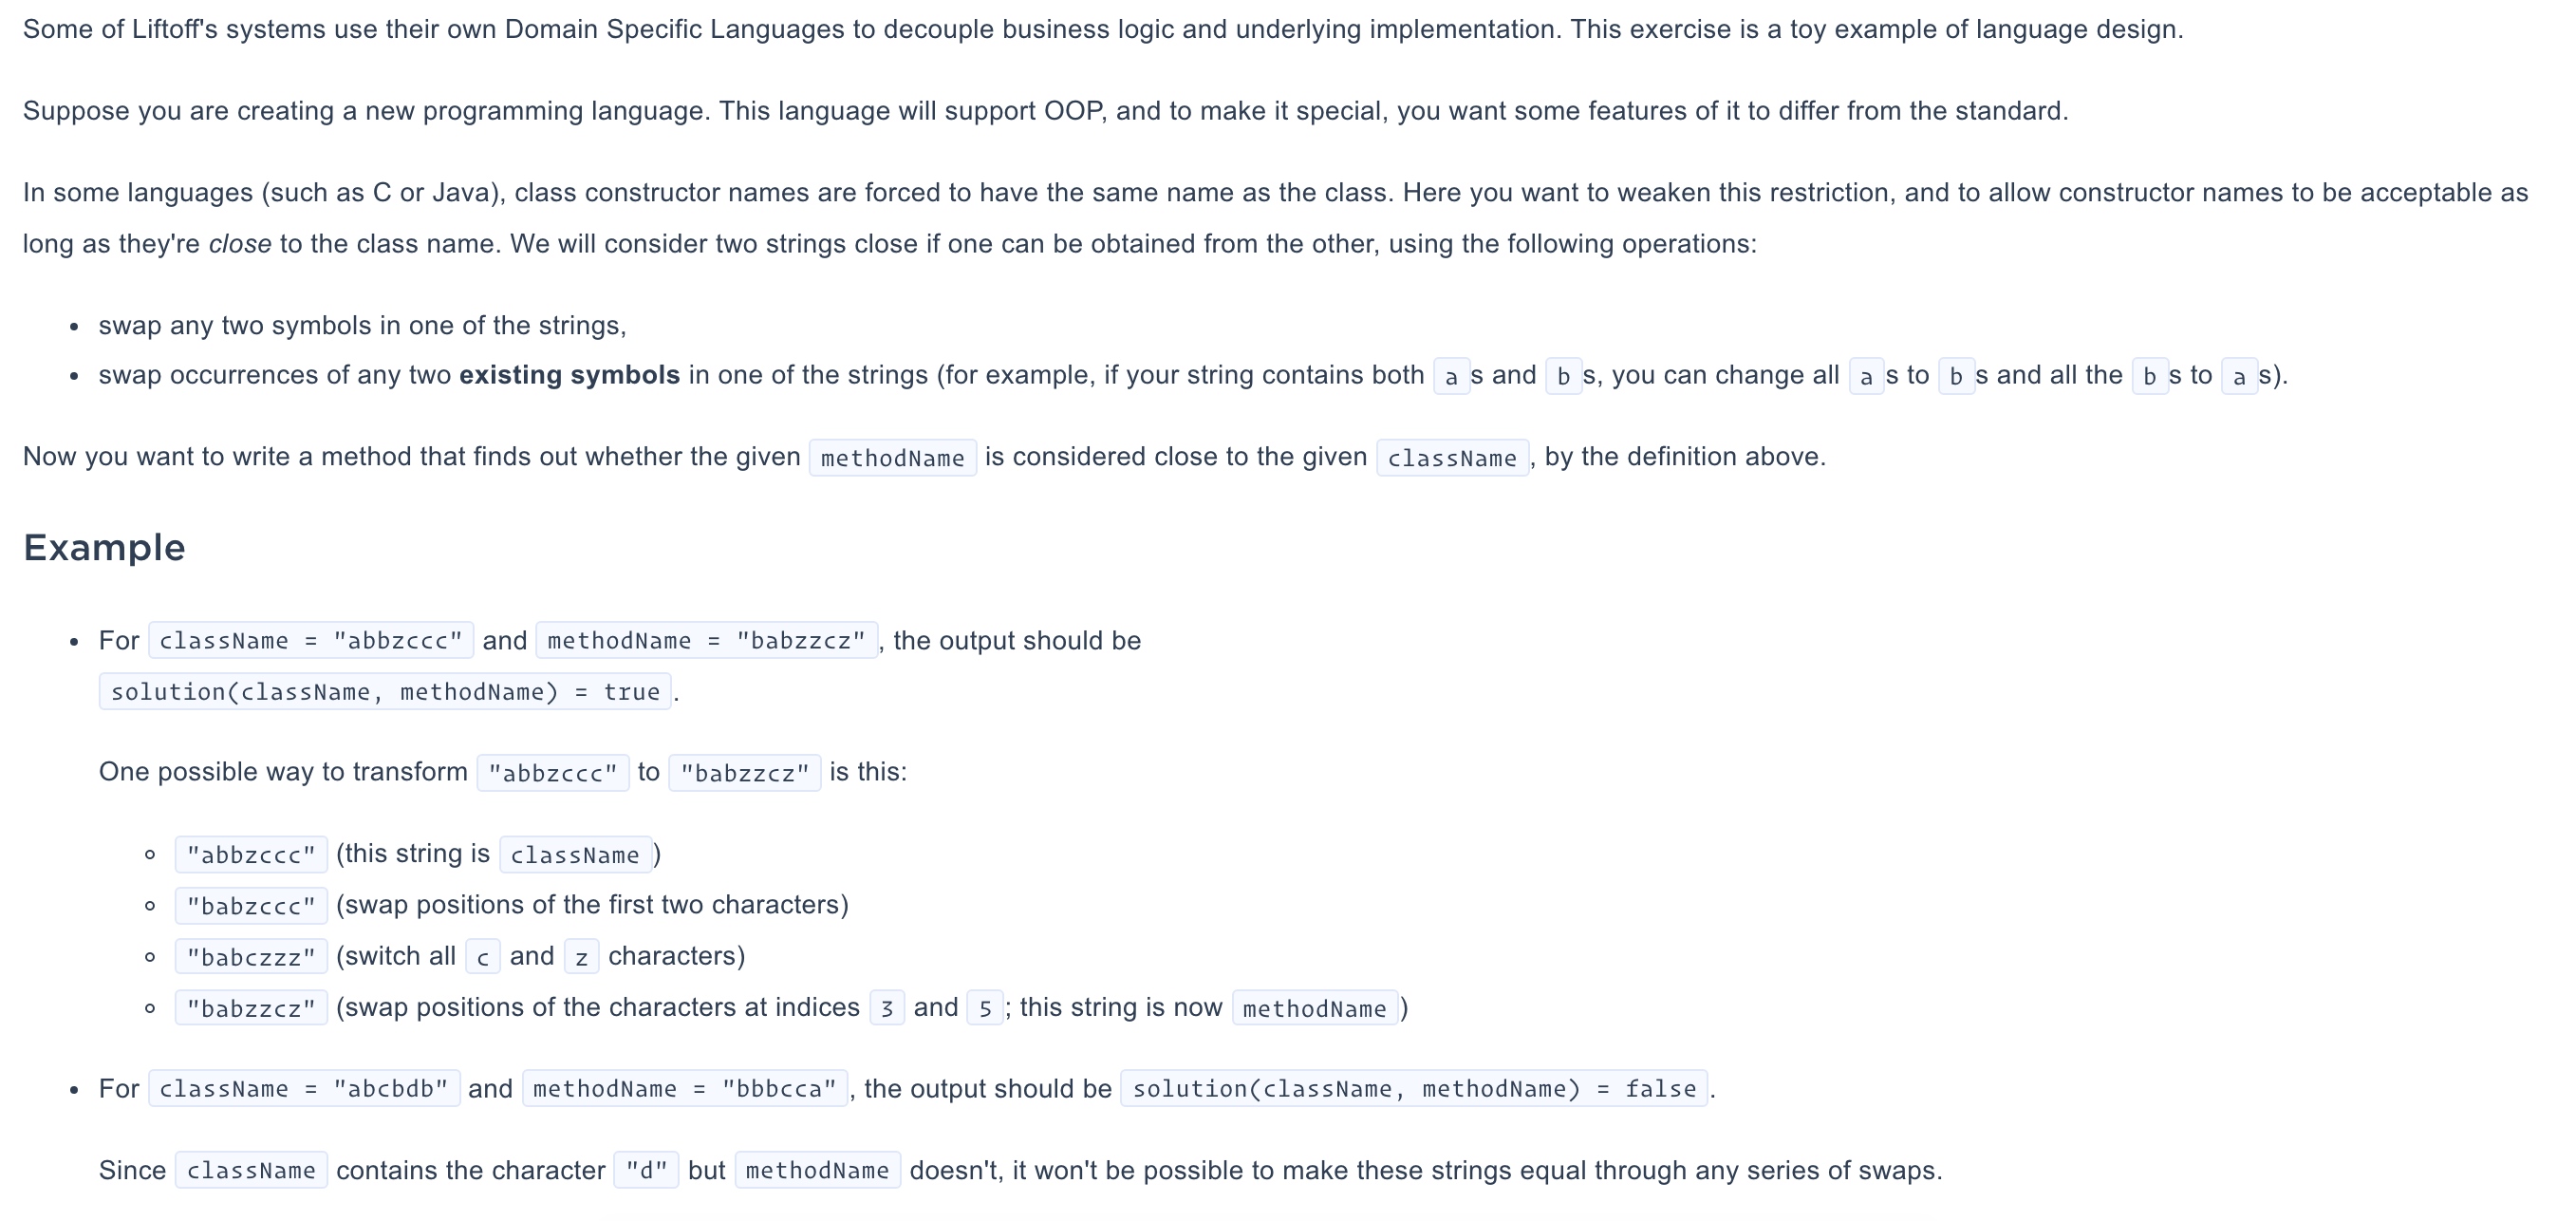 Some of Liftoff's systems use their own Domain Specific Languages to decouple business logic and underlying implementation. This exercise is a toy example of language design.
Suppose you are creating a new programming language. This language will support OOP, and to make it special, you want some features of it to differ from the standard.
In some languages (such as C or Java), class constructor names are forced to have the same name as the class. Here you want to weaken this restriction, and to allow constructor names to be acceptable as
long as they're close to the class name. We will consider two strings close if one can be obtained from the other, using the following operations:
• swap any two symbols in one of the strings,
• swap occurrences of any two existing symbols in one of the strings (for example, if your string contains both a s and b s, you can change all a s to b s and all the b s to a s).
Now you want to write a method that finds out whether the given methodName is considered close to the given className, by the definition above.
Example
• For className = "abbzccc" and methodName = "babzzcz", the output should be
solution(className, methodName) = true.
One possible way to transform "abbzccc" to "babzzcz" is this:
◦ "abbzccc" (this string is className)
◦ "babzccc" (swap positions of the first two characters)
◦ "babczzz" (switch all c and z characters)
◦ "babzzcz" (swap positions of the characters at indices 3 and 5; this string is now methodName)
• For className = "abcbdb" and methodName = "bbbcca", the output should be solution(className, methodName) = false.
Since className contains the character "d" but methodName doesn't, it won't be possible to make these strings equal through any series of swaps.